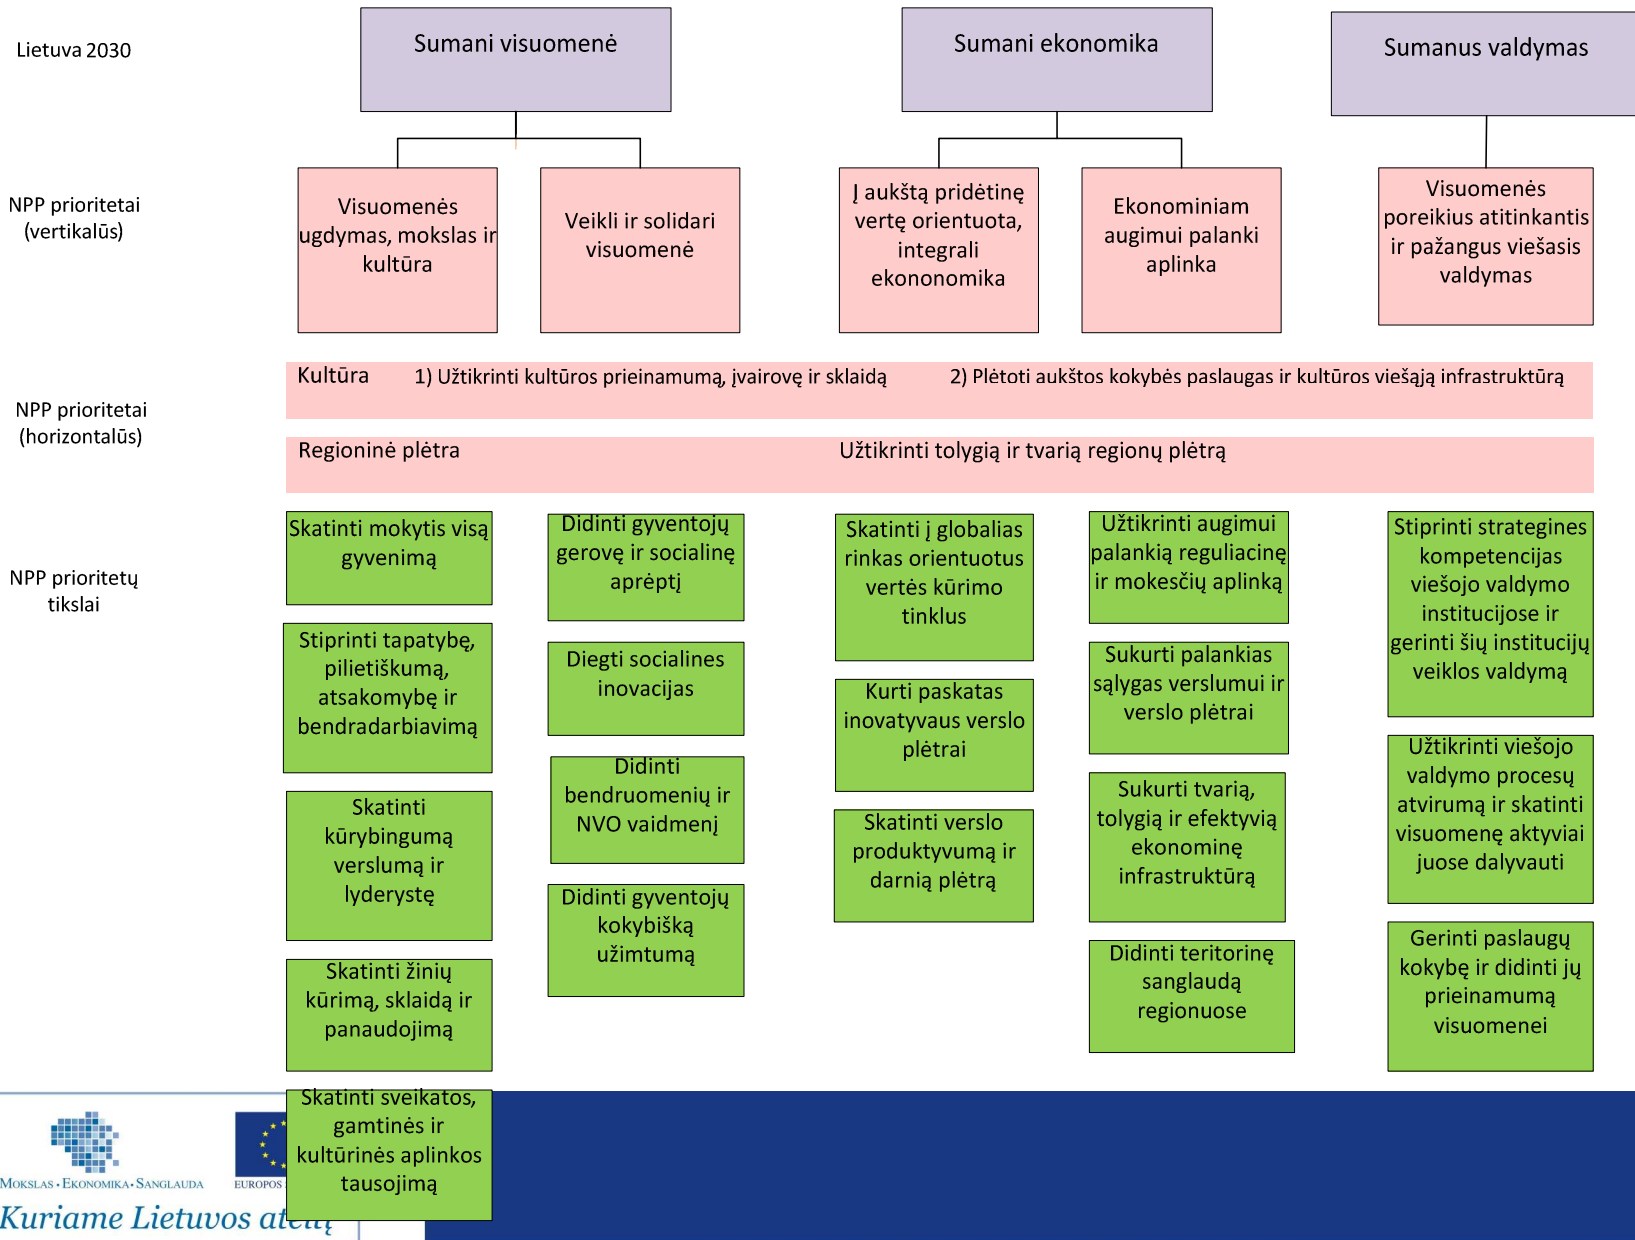 Lietuva 2030
Sumani visuomenė
Sumani ekonomika
Sumanus valdymas
NPP prioritetai
(vertikalūs)
Visuomenės
ugdymas, mokslas ir
kultūra
Veikli ir solidari
visuomenė
Į aukštą pridėtinę
vertę orientuota,
integrali
ekononomika
Ekonominiam
augimui palanki
aplinka
Visuomenės
poreikius atitinkantis
ir pažangus viešasis
valdymas
NPP prioritetai
(horizontalūs)
Kultūra 1) Užtikrinti kultūros prieinamumą, įvairovę ir sklaidą 2) Plėtoti aukštos kokybės paslaugas ir kultūros viešąją infrastruktūrą
Regioninė plėtra Užtikrinti tolygią ir tvarią regionų plėtrą
NPP prioritetų
tikslai
Skatinti mokytis visą
gyvenimą
Stiprinti tapatybę,
pilietiškumą,
atsakomybę ir
bendradarbiavimą
Skatinti
kūrybingumą
verslumą ir
lyderystę
Skatinti žinių
kūrimą, sklaidą ir
panaudojimą
Skatinti sveikatos,
gamtinės ir
kultūrinės aplinkos
tausojimą
Didinti gyventojų
gerovę ir socialinę
aprėptį
Diegti socialines
inovacijas
Didinti
bendruomenių ir
NVO vaidmenį
Didinti gyventojų
kokybišką
užimtumą
Skatinti į globalias
rinkas orientuotus
vertės kūrimo
tinklus
Kurti paskatas
inovatyvaus verslo
plėtrai
Skatinti verslo
produktyvumą ir
darnią plėtrą
Užtikrinti augimui
palankią reguliacinę
ir mokesčių aplinką
Sukurti palankias
sąlygas verslumui ir
verslo plėtrai
Sukurti tvarią,
tolygią ir efektyvią
ekonominę
infrastruktūrą
Didinti teritorinę
sanglaudą
regionuose
Stiprinti strategines
kompetencijas
viešojo valdymo
institucijose ir
gerinti šių institucijų
veiklos valdymą
Užtikrinti viešojo
valdymo procesų
atvirumą ir skatinti
visuomenę aktyviai
juose dalyvauti
Gerinti paslaugų
kokybę ir didinti jų
prieinamumą
visuomenei
MOKSLAS • EKONOMIKA • SANGLAUDA
EUROPOS
Kuriame Lietuvos ateitį